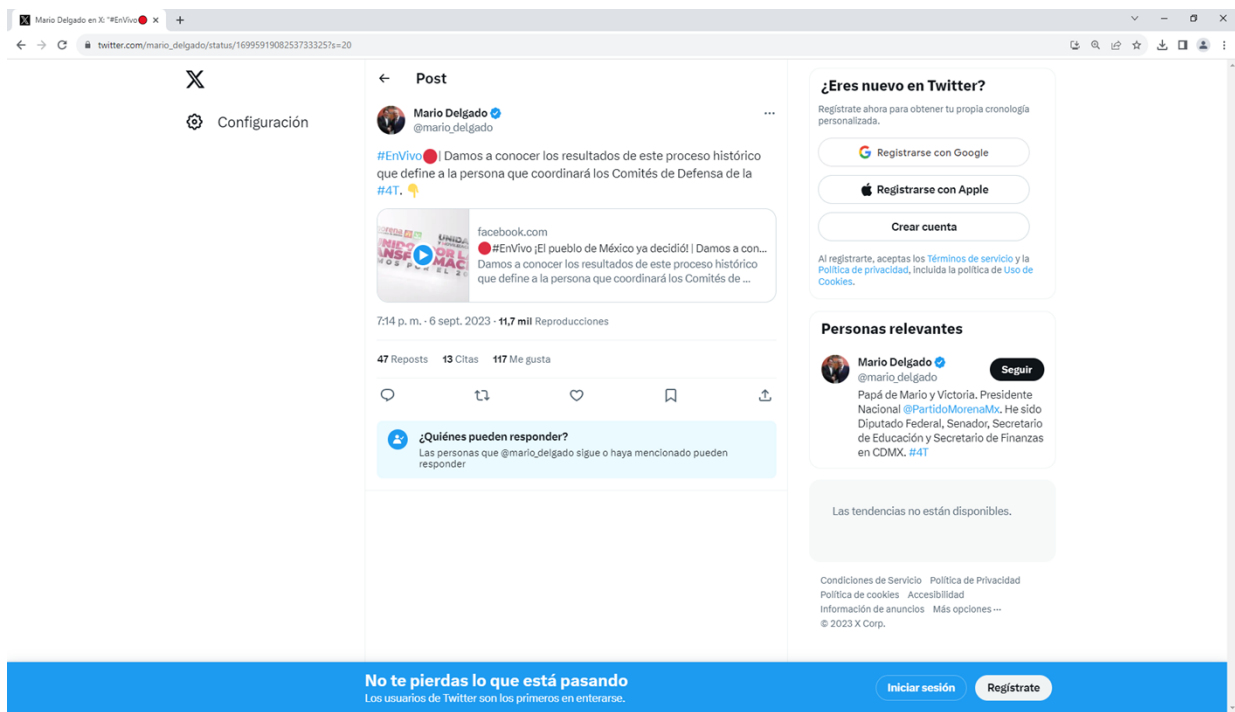 Mario Delgado en X: "#EnVivo🔴
twitter.com/mario_delgado/status/1699591908253733325?s=20
Configuración
Post
Mario Delgado
@mario_delgado
#EnVivo🔴| Damos a conocer los resultados de este proceso histórico
que define a la persona que coordinará los Comités de Defensa de la
#4T. 👇
facebook.com
🔴#EnVivo ¡El pueblo de México ya decidió! | Damos a con...
Damos a conocer los resultados de este proceso histórico
que define a la persona que coordinará los Comités de ...
7:14 p. m. · 6 sept. 2023 · 11,7 mil Reproducciones
47 Reposts 13 Citas 117 Me gusta
¿Quiénes pueden responder?
Las personas que @mario_delgado sigue o haya mencionado pueden
responder
¿Eres nuevo en Twitter?
Regístrate ahora para obtener tu propia cronología
personalizada.
Registrarse con Google
Registrarse con Apple
Crear cuenta
Al registrarte, aceptas los Términos de servicio y la
Política de privacidad, incluida la política de Uso de
Cookies.
Personas relevantes
Mario Delgado
@mario_delgado
Seguir
Papá de Mario y Victoria. Presidente
Nacional @PartidoMorenaMx. He sido
Diputado Federal, Senador, Secretario
de Educación y Secretario de Finanzas
en CDMX. #4T
Las tendencias no están disponibles.
Condiciones de Servicio Política de Privacidad
Política de cookies Accesibilidad
Información de anuncios Más opciones ···
© 2023 X Corp.
No te pierdas lo que está pasando
Los usuarios de Twitter son los primeros en enterarse.
Iniciar sesión
Regístrate